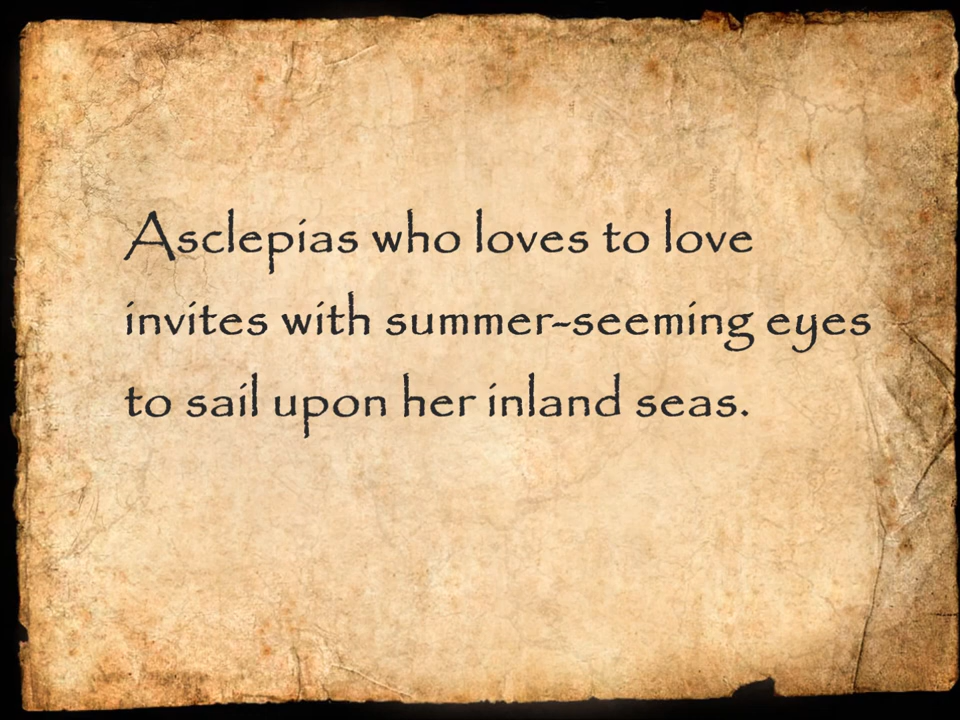 Asclepias who loves to love
invites with summer-seeming eyes
to sail upon her inland seas.